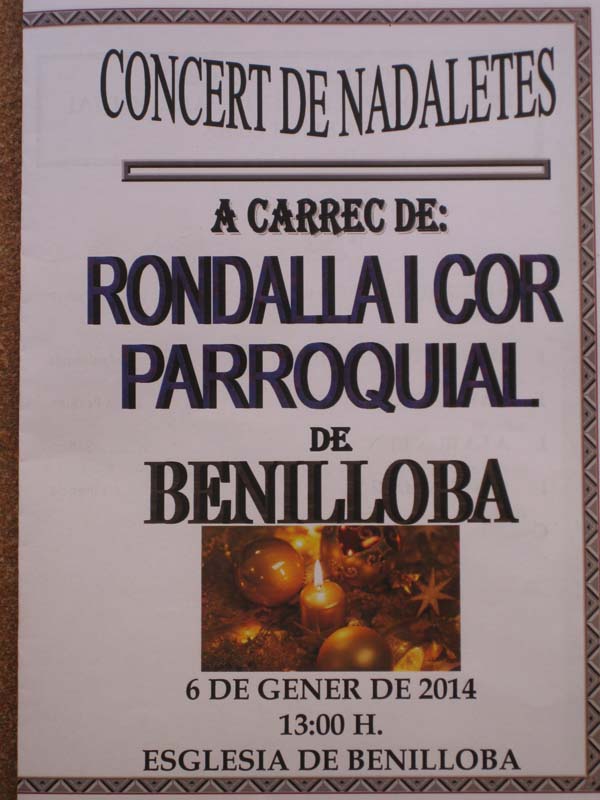 CONCERT DE NADALETES
A CARREC DE:
RONDALLA I COR
PARROQUIAL
DE
BENILLOBA
6 DE GENER DE 2014
13:00 H.
ESGLESIA DE BENILLOBA